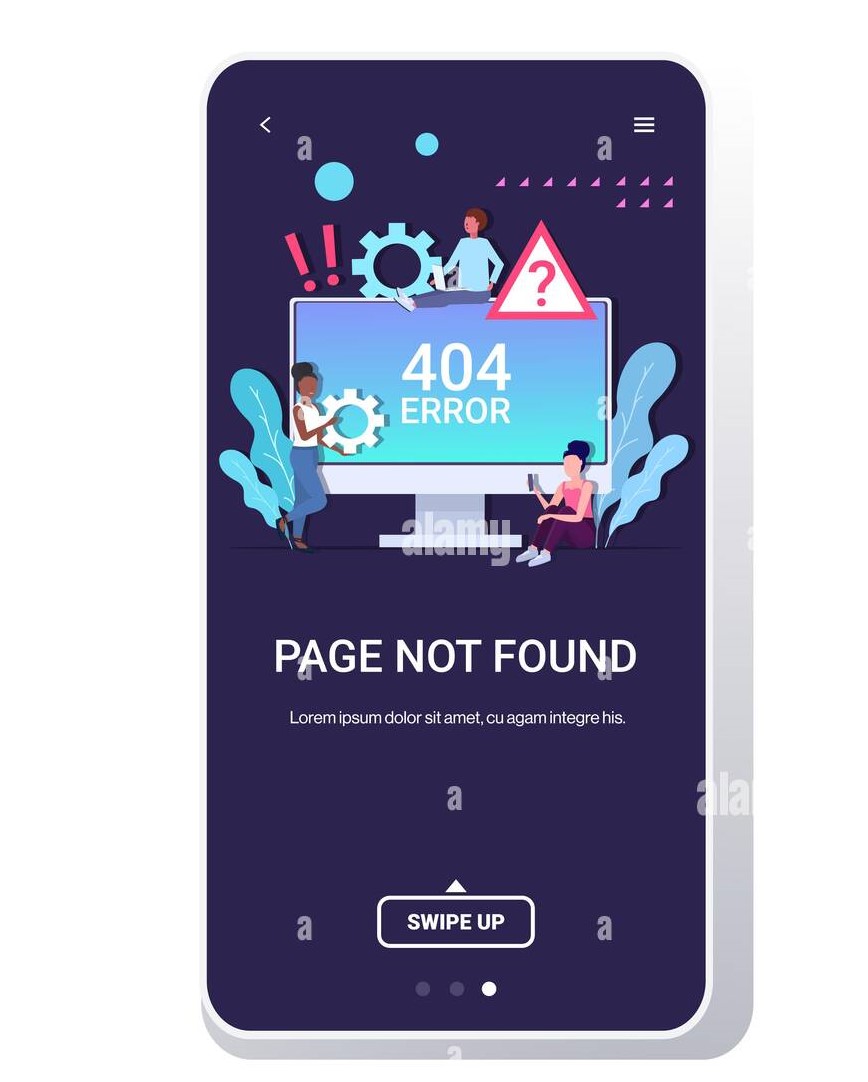 !!
?
404
ERROR
alamy
PAGE NOT FOUND
Lorem ipsum dolor sit amet, cu agam integre his.
a
SWIPE UP